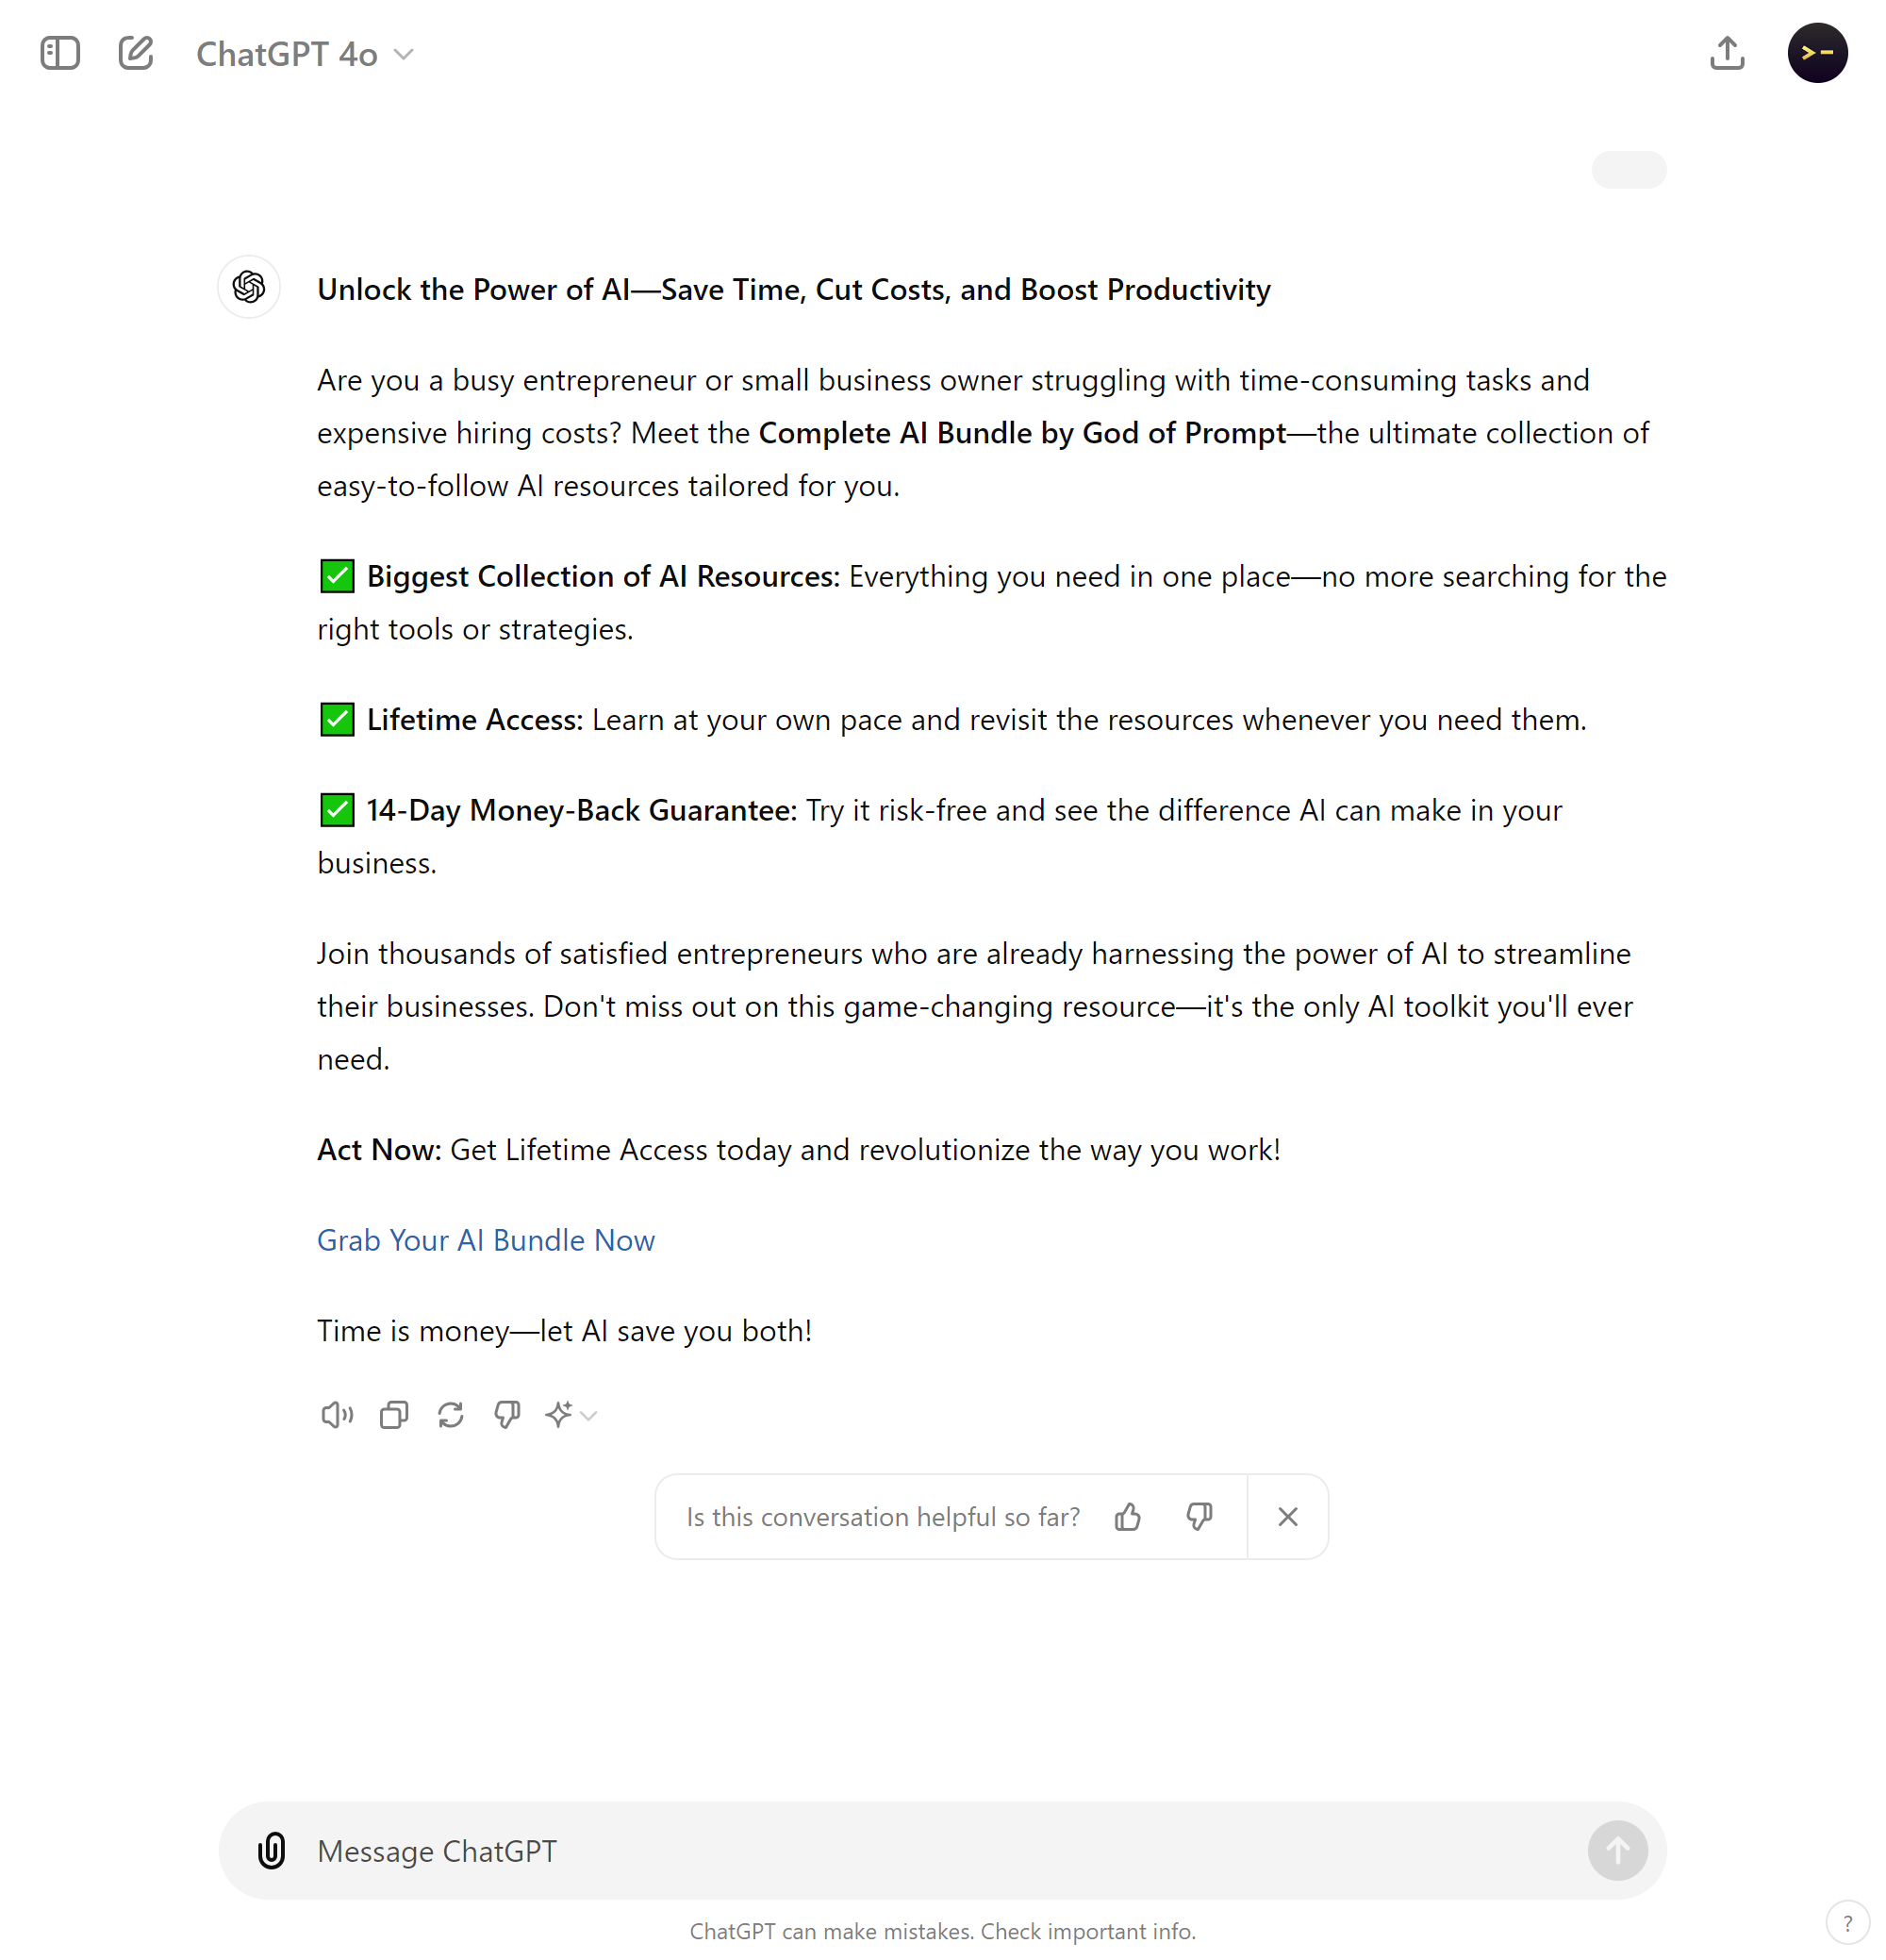 ChatGPT 4o
Unlock the Power of AI—Save Time, Cut Costs, and Boost Productivity
Are you a busy entrepreneur or small business owner struggling with time-consuming tasks and
expensive hiring costs? Meet the Complete AI Bundle by God of Prompt—the ultimate collection of
easy-to-follow AI resources tailored for you.
✅ Biggest Collection of AI Resources: Everything you need in one place—no more searching for the
right tools or strategies.
✅ Lifetime Access: Learn at your own pace and revisit the resources whenever you need them.
✅ 14-Day Money-Back Guarantee: Try it risk-free and see the difference AI can make in your
business.
Join thousands of satisfied entrepreneurs who are already harnessing the power of AI to streamline
their businesses. Don't miss out on this game-changing resource—it's the only AI toolkit you'll ever
need.
Act Now: Get Lifetime Access today and revolutionize the way you work!
Grab Your AI Bundle Now
Time is money—let AI save you both!
Is this conversation helpful so far?
Message ChatGPT
ChatGPT can make mistakes. Check important info.
?